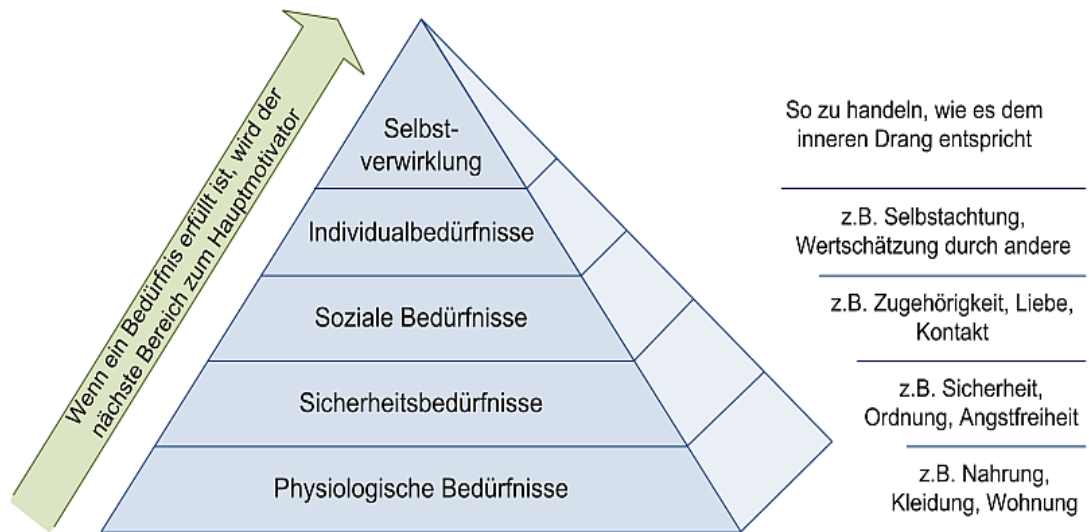 Wenn ein Bedürfnis erfüllt ist, wird der
nächste Bereich zum Hauptmotivator
Selbst-
verwirklung
So zu handeln, wie es dem
inneren Drang entspricht
Individualbedürfnisse
z.B. Selbstachtung,
Wertschätzung durch andere
Soziale Bedürfnisse
z.B. Zugehörigkeit, Liebe,
Kontakt
Sicherheitsbedürfnisse
z.B. Sicherheit,
Ordnung, Angstfreiheit
Physiologische Bedürfnisse
z.B. Nahrung,
Kleidung, Wohnung